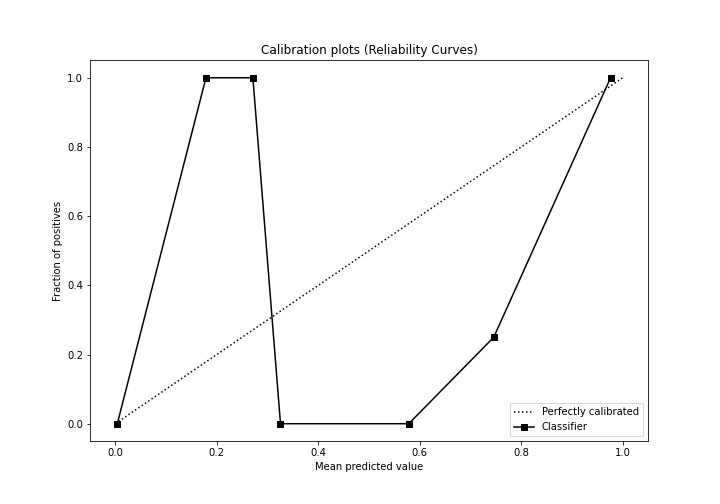 Calibration plots (Reliability Curves)
1.0
0.8
0.6
0.4
0.2
0.0
Fraction of positives
0.0 0.2 0.4 0.6 0.8 1.0
Mean predicted value
Perfectly calibrated
Classifier